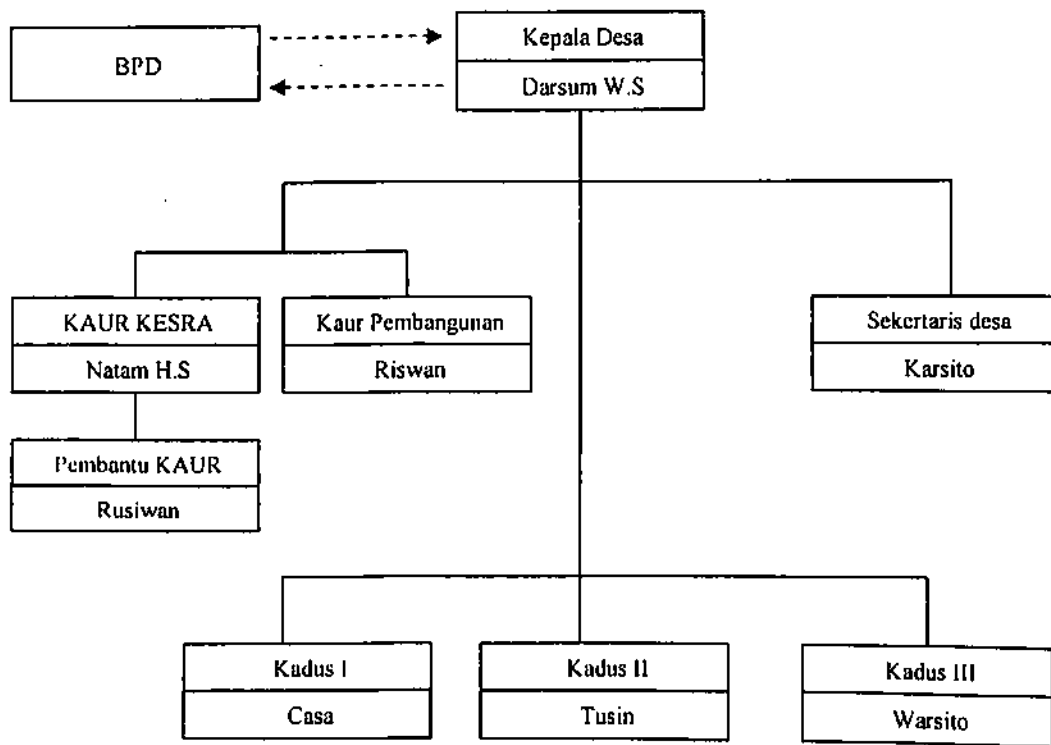 BPD
Kepala Desa
Darsum W.S
KAUR KESRA
Natam H.S
Kaur Pembangunan
Riswan
Sekertaris desa
Karsito
Pembantu KAUR
Rusiwan
Kadus I
Casa
Kadus II
Tusin
Kadus III
Warsito